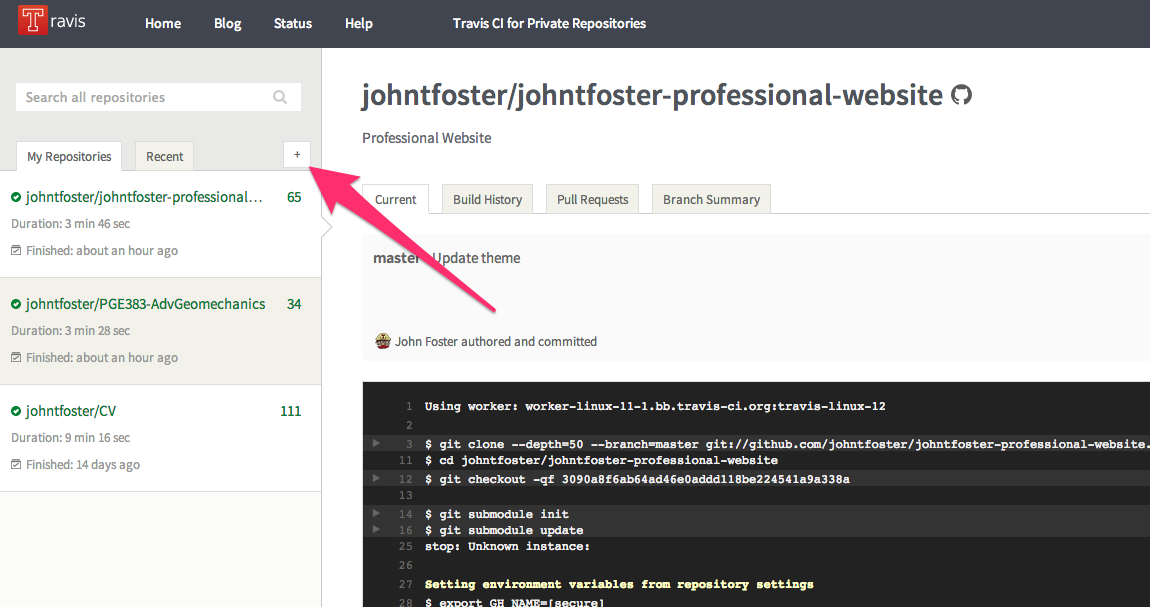 Travis
Home Blog Status Help Travis CI for Private Repositories
Search all repositories
My Repositories Recent +
johntfoster/johntfoster-professional... 65
Duration: 3 min 46 sec
Finished: about an hour ago
johntfoster/PGE383-AdvGeomechanics 34
Duration: 3 min 28 sec
Finished: about an hour ago
johntfoster/CV 111
Duration: 9 min 16 sec
Finished: 14 days ago
johntfoster/johntfoster-professional-website
Professional Website
Current Build History Pull Requests Branch Summary
master Update theme
John Foster authored and committed
1 Using worker: worker-linux-11-1.bb.travis-ci.org:travis-linux-12
2
3 $ git clone --depth=50 --branch=master git://github.com/johntfoster/johntfoster-professional-website.
11 $ cd johntfoster/johntfoster-professional-website
12 $ git checkout -qf 3090a8f6ab64ad46e0addd118be224541a9a338a
13
14 $ git submodule init
16 $ git submodule update
25 stop: Unknown instance:
26
27 Setting environment variables from repository settings
28 $ export GH_NAME=[secure]